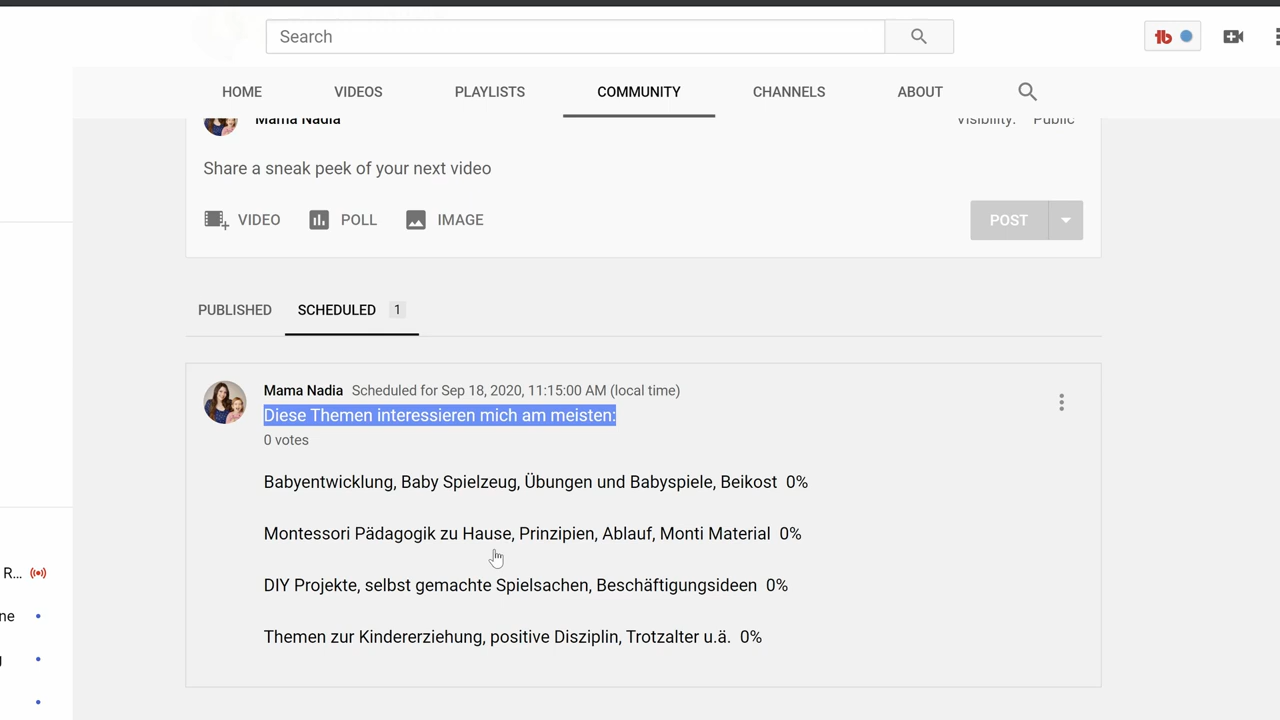 Search
HOME VIDEOS PLAYLISTS COMMUNITY CHANNELS ABOUT
Mama Nadia Visibility: Public
Share a sneak peek of your next video
VIDEO POLL IMAGE POST
PUBLISHED SCHEDULED 1
Mama Nadia Scheduled for Sep 18, 2020, 11:15:00 AM (local time)
Diese Themen interessieren mich am meisten:
0 votes
Babyentwicklung, Baby Spielzeug, Übungen und Babyspiele, Beikost 0%
Montessori Pädagogik zu Hause, Prinzipien, Ablauf, Monti Material 0%
R...
DIY Projekte, selbst gemachte Spielsachen, Beschäftigungsideen 0%
ne
Themen zur Kindererziehung, positive Disziplin, Trotzalter u.ä. 0%